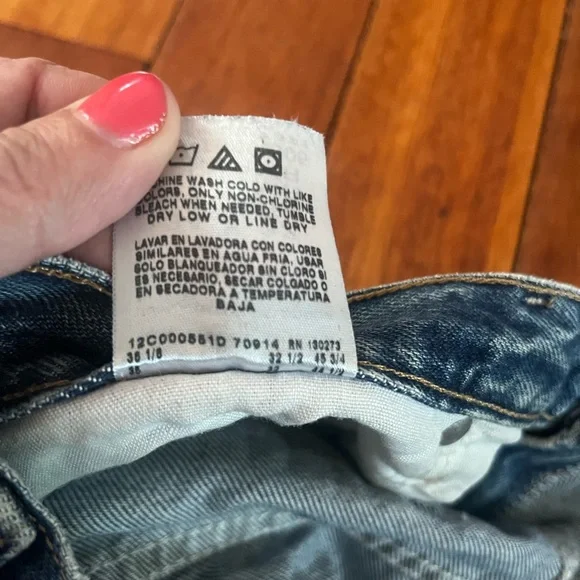 HINE WASH COLD WITH LIKE
OLORS, ONLY NON-CHLORINE
BLEACH WHEN NEEDED, TUMBLE
DRY LOW OR LINE DRY
LAVAR EN LAVADORA CON COLORES
SIMILARES EN AGUA FRIA, USAR
SOLO BLANQUEADOR SIN CLORO SI
ES NECESARIO, SECAR COLGADO O
EN SECADORA A TEMPERATURA
BAJA
12C000551D 70914 RN 130273
36 1/8 32 1/2 45 3/4